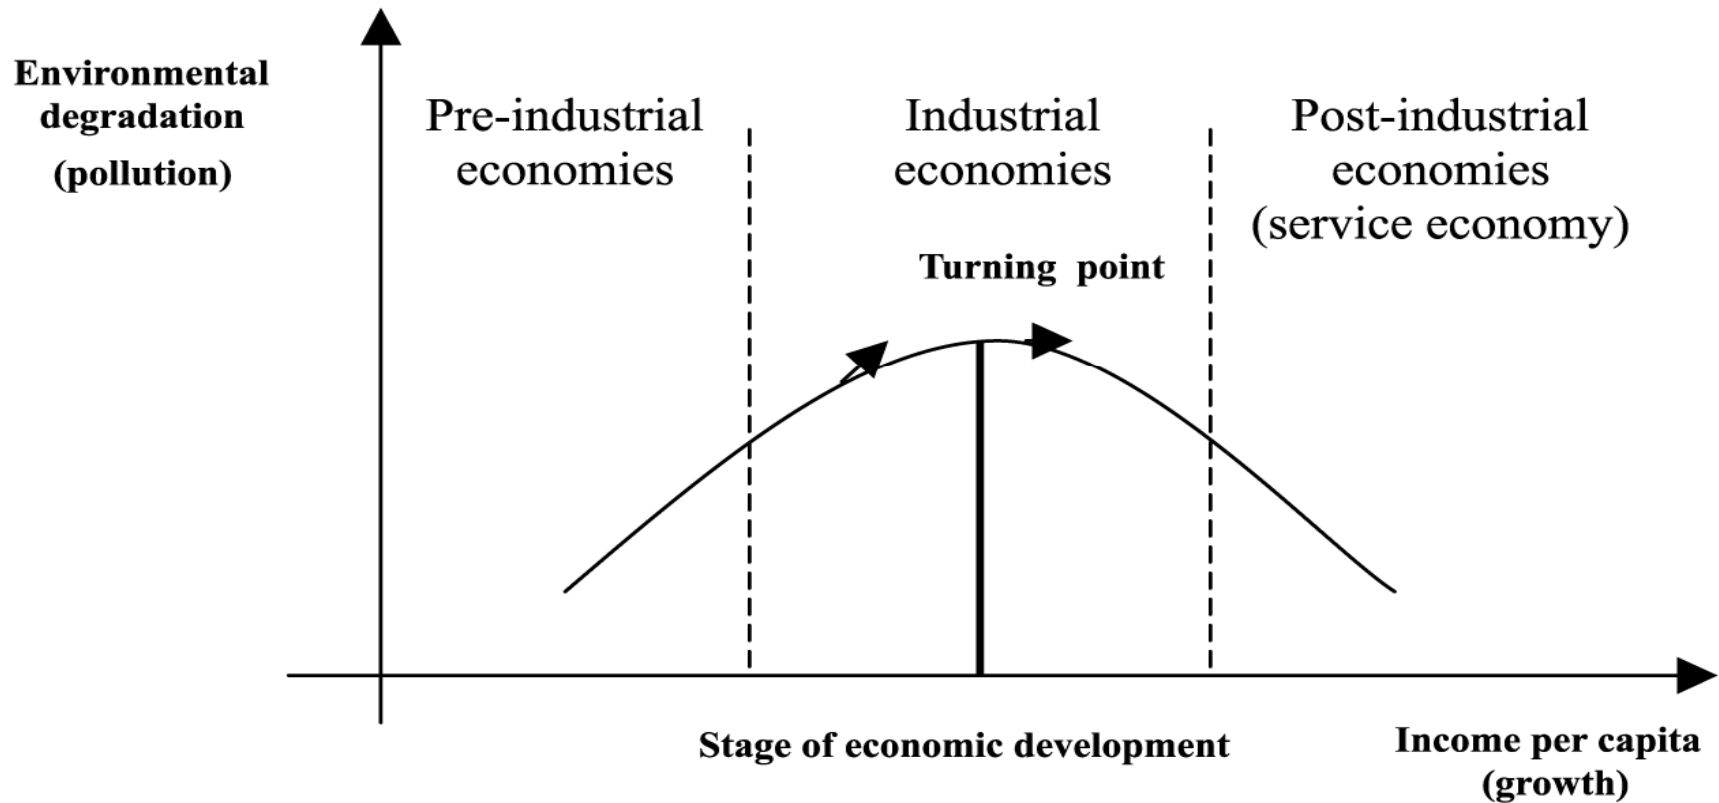 Environmental
degradation
(pollution)
Pre-industrial
economies
Industrial
economies
Post-industrial
economies
(service economy)
Turning point
Stage of economic development
Income per capita
(growth)